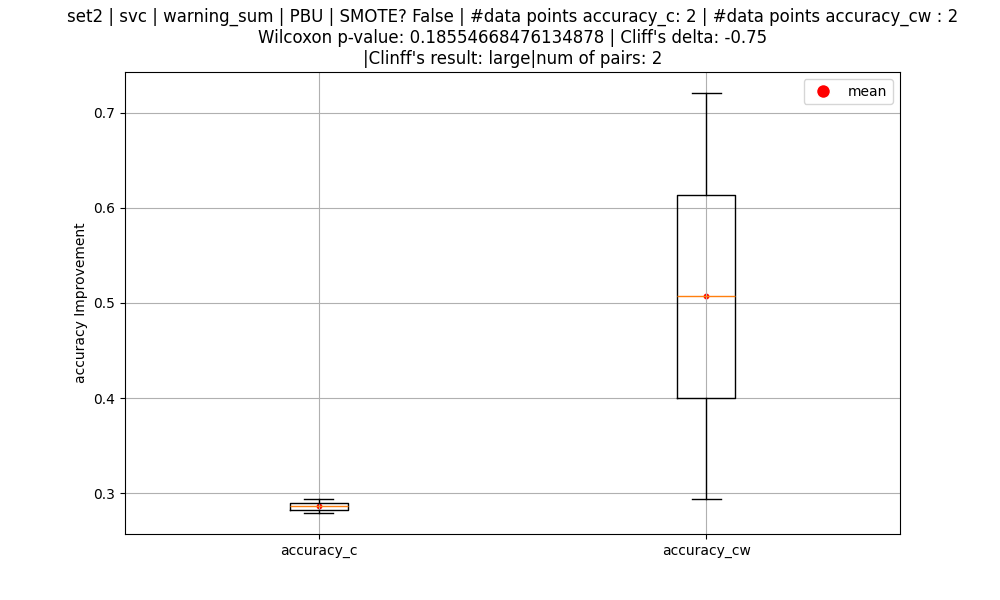 set2 | svc | warning_sum | PBU | SMOTE? False | #data points accuracy_c: 2 | #data points accuracy_cw : 2
Wilcoxon p-value: 0.18554668476134878 | Cliff's delta: -0.75
|Clinff's result: large|num of pairs: 2
mean
0.7
0.6
0.5
0.4
0.3
accuracy Improvement
accuracy_c
accuracy_cw